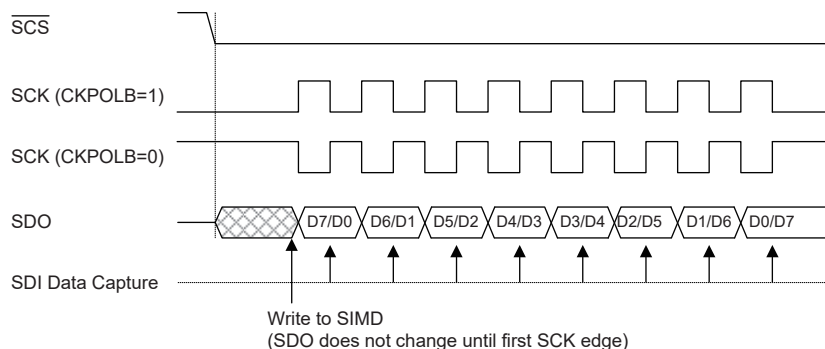 SCS
SCK (CKPOLB=1)
SCK (CKPOLB=0)
SDO D7/D0 D6/D1 D5/D2 D4/D3 D3/D4 D2/D5 D1/D6 D0/D7
SDI Data Capture
Write to SIMD
(SDO does not change until first SCK edge)